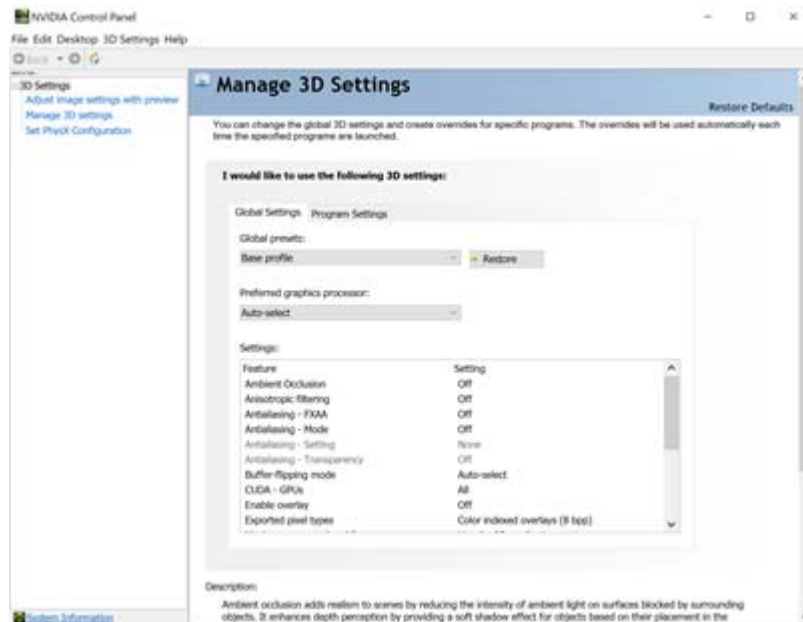 NVIDIA Control Panel
File Edit Desktop 3D Settings Help
Back
3D Settings
Adjust image settings with preview
Manage 3D settings
Set PhysX Configuration
Manage 3D Settings
Restore Defaults
You can change the global 3D settings and create overrides for specific programs. The overrides will be used automatically each
time the specified programs are launched.
I would like to use the following 3D settings:
Global Settings Program Settings
Global presets:
Base profile Restore
Preferred graphics processor:
Auto-select
Settings:
Feature Setting
Ambient Occlusion Off
Anisotropic filtering Off
Antialiasing - FXAA Off
Antialiasing - Mode Off
Antialiasing - Setting None
Antialiasing - Transparency Off
Buffer-flipping mode Auto-select
CUDA - GPUs All
Enable overlay Off
Exported pixel types Color indexed overlays (8 bpp)
Description:
Ambient occlusion adds realism to scenes by reducing the intensity of ambient light on surfaces blocked by surrounding
objects. It enhances depth perception by providing a soft shadow effect for objects based on their placement in the
System Information